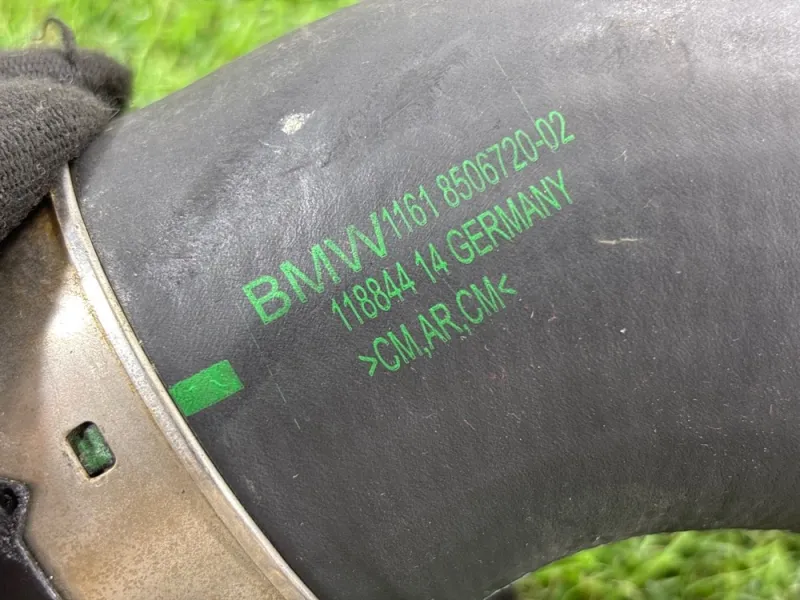 BMW 1161 8506720-02
118844 14 GERMANY
>CM,AR,CM<